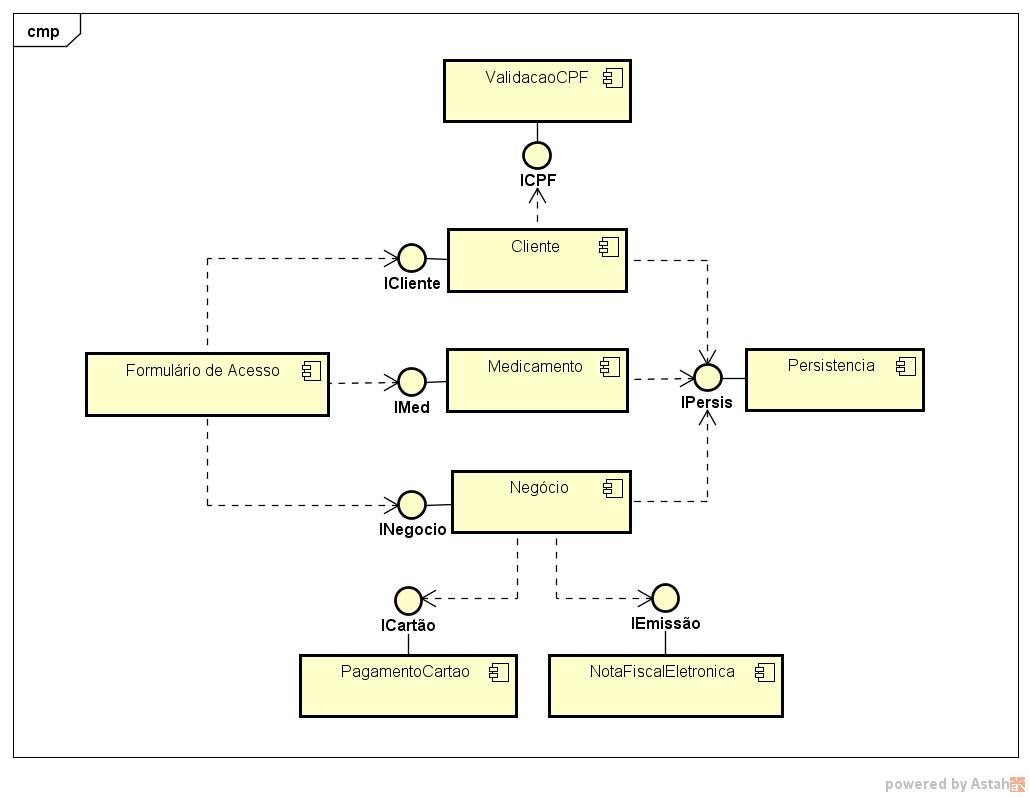 cmp
ValidacaoCPF
ICPF
Cliente
ICliente
Formulário de Acesso
Medicamento
Persistencia
IMed
IPersis
Negócio
INegocio
ICartão
IEmissão
PagamentoCartao
NotaFiscalEletronica
powered by Astah